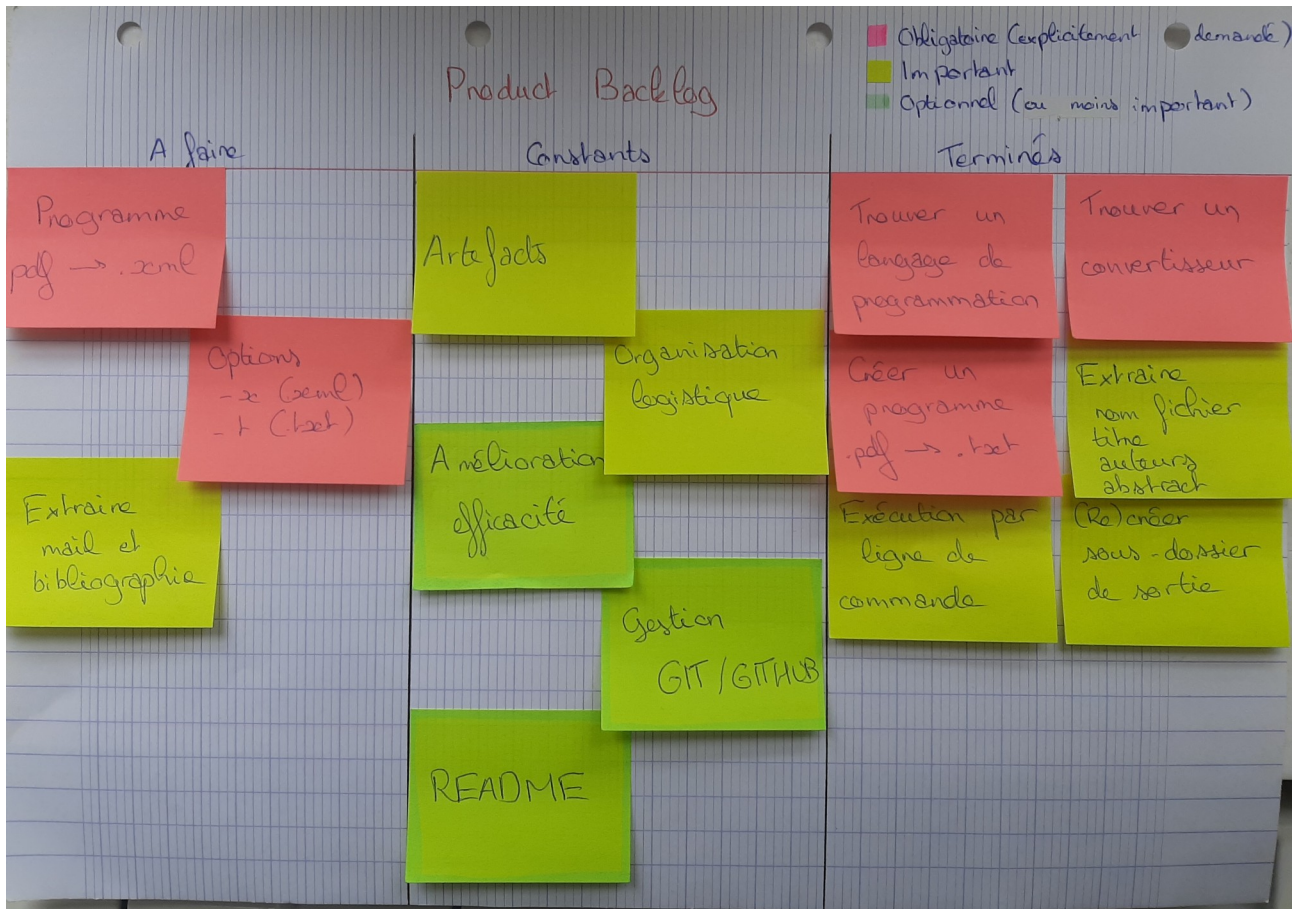 Obligatoire (explicitement demandé)
Important
Optionnel (ou moins important)
Product Backlog
A faire
Programme
pdf → .xml
Options
-x (xml)
-t (.txt)
Extraire
mail et
bibliographie
Constants
Artefacts
Organisation
logistique
Amélioration
efficacité
Gestion
GIT/GITHUB
README
Terminés
Trouver un
langage de
programmation
Trouver un
convertisseur
Créer un
programme
.pdf → .txt
Extraire
nom fichier
titre
auteurs
abstract
Exécution par
ligne de
commande
(Re)créer
sous-dossier
de sortie